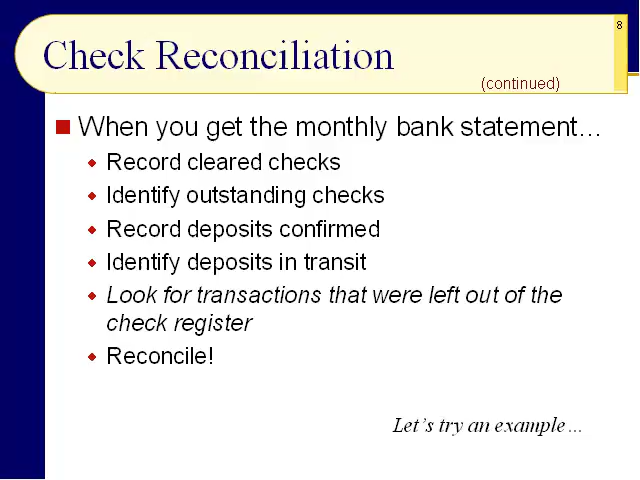 8
Check Reconciliation
(continued)
When you get the monthly bank statement…
Record cleared checks
Identify outstanding checks
Record deposits confirmed
Identify deposits in transit
Look for transactions that were left out of the
check register
Reconcile!
Let's try an example…